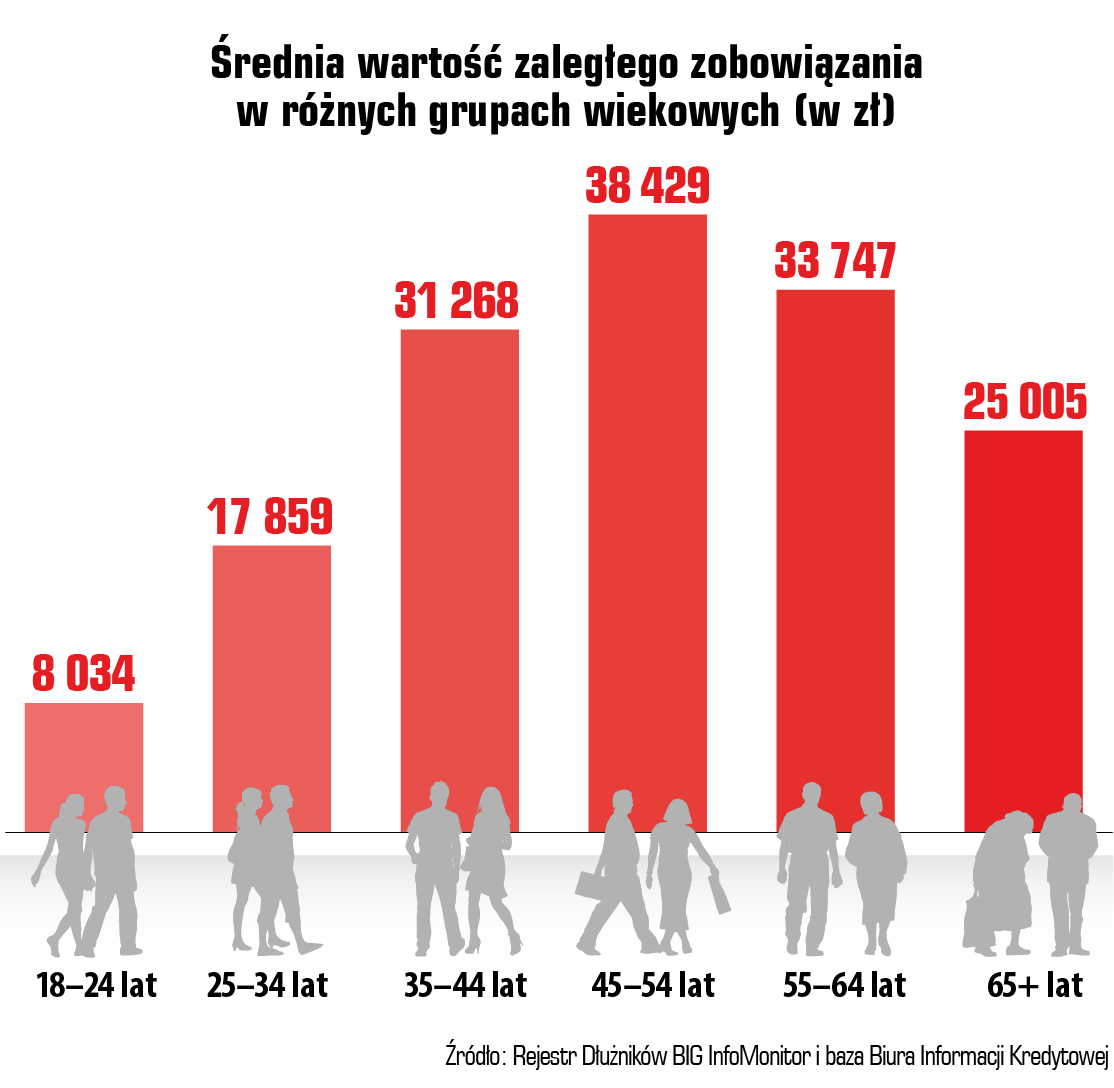 Średnia wartość zaległego zobowiązania
w różnych grupach wiekowych (w zł)
8 034
17 859
31 268
38 429
33 747
25 005
18–24 lat
25–34 lat
35–44 lat
45–54 lat
55–64 lat
65+ lat
Źródło: Rejestr Dłużników BIG InfoMonitor i baza Biura Informacji Kredytowej